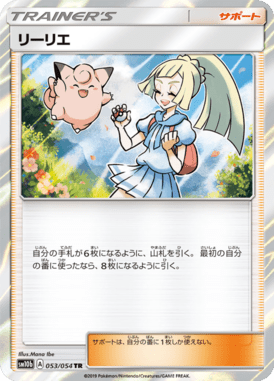 TRAINER'S
サポート
リーリエ
自分の手札が6枚になるように、山札を引く。最初の自分
の番に使ったなら、8枚になるように引く。
Illus. Mana Ibe
サポートは、自分の番に1枚しか使えない。
sm10b A 053/054 TR
©2019 Pokémon/Nintendo/Creatures/GAME FREAK.